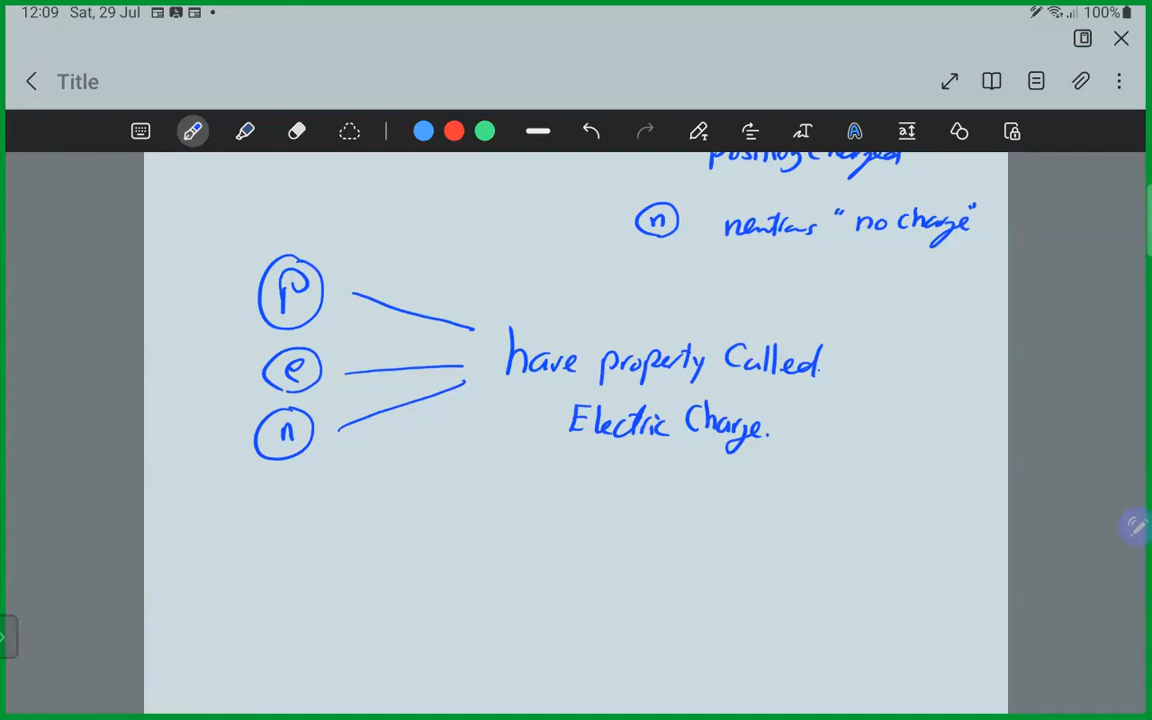 12:09 Sat, 29 Jul
100%
Title
n neutrons "no charge"
P
e
n
have property Called.
Electric Charge.